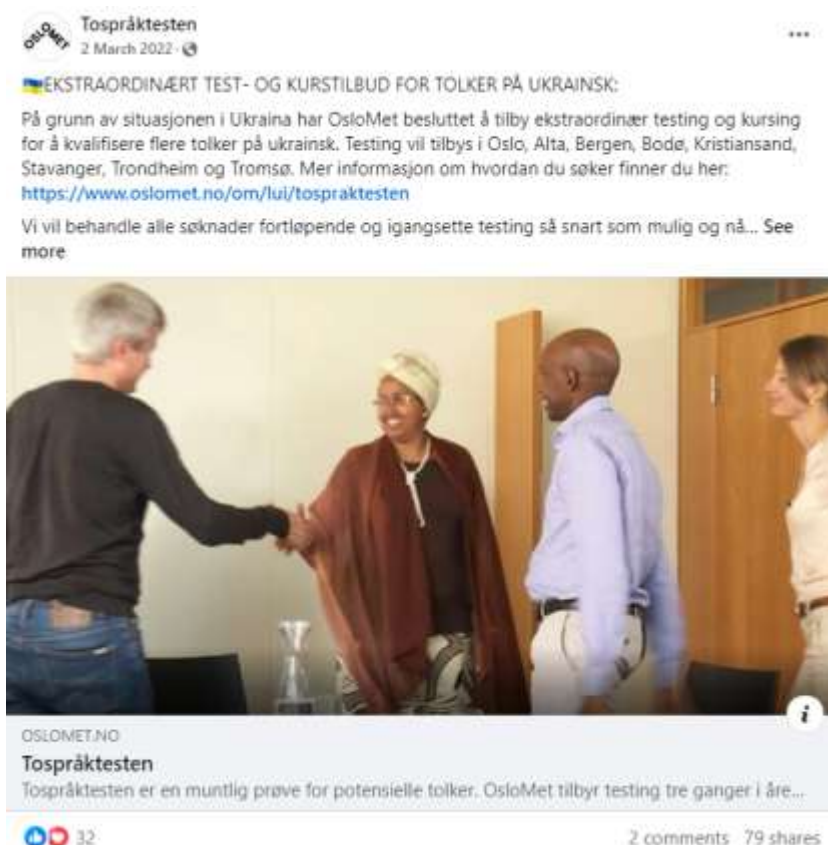 OSLOMET
Tospråktesten
2 March 2022 ·
EKSTRAORDINÆRT TEST- OG KURSTILBUD FOR TOLKER PÅ UKRAINSK:
På grunn av situasjonen i Ukraina har OsloMet besluttet å tilby ekstraordinær testing og kursing
for å kvalifisere flere tolker på ukrainsk. Testing vil tilbys i Oslo, Alta, Bergen, Bodø, Kristiansand,
Stavanger, Trondheim og Tromsø. Mer informasjon om hvordan du søker finner du her:
https://www.oslomet.no/om/lui/tospraktesten
Vi vil behandle alle søknader fortløpende og igangsette testing så snart som mulig og nå... See
more
i
OSLOMET.NO
Tospråktesten
Tospråktesten er en muntlig prøve for potensielle tolker. OsloMet tilbyr testing tre ganger i åre...
32
2 comments 79 shares